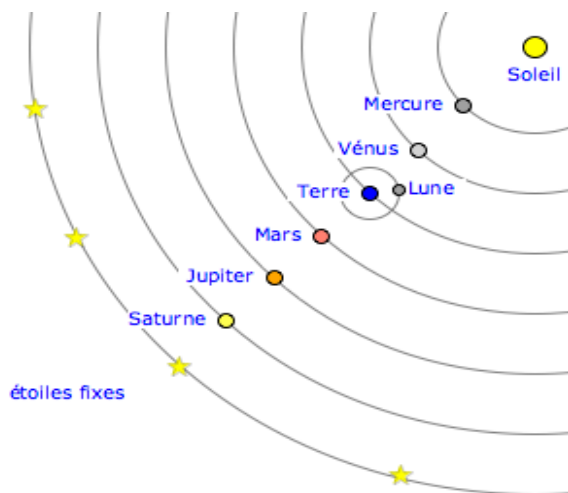 Soleil
Mercure
Vénus
Terre
Lune
Mars
Jupiter
Saturne
étoiles fixes